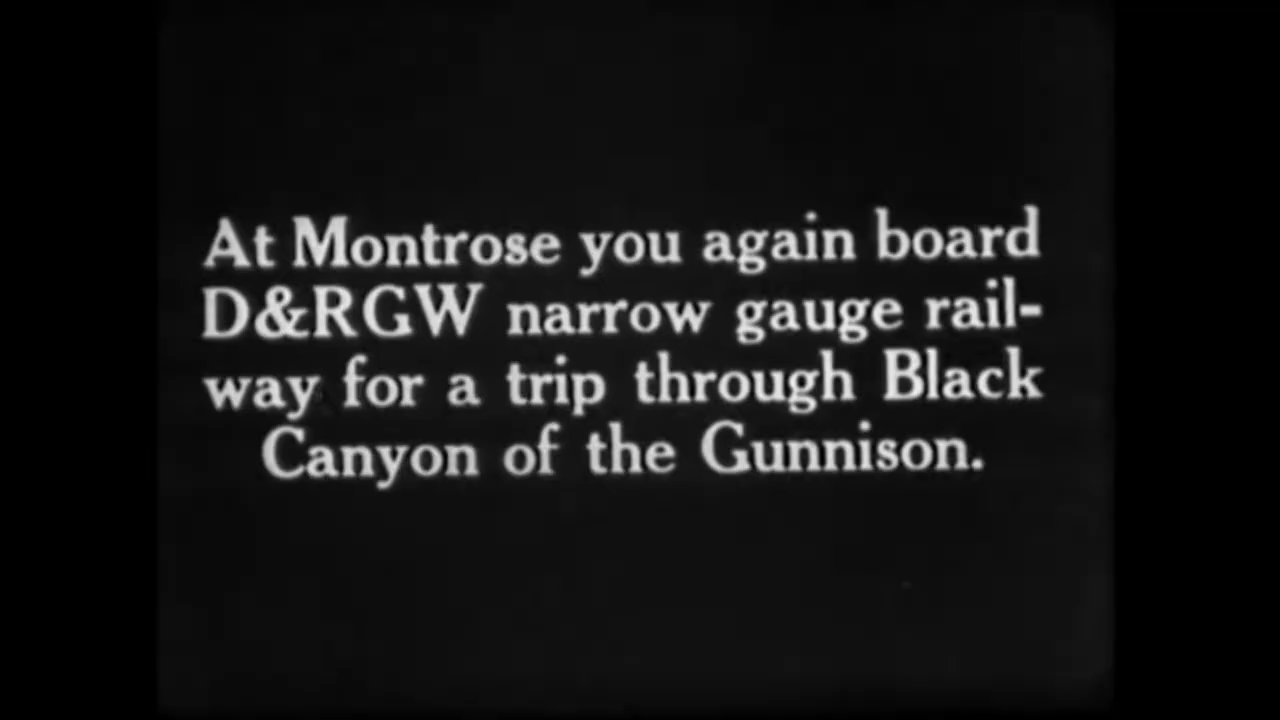 At Montrose you again board
D&RGW narrow gauge rail-
way for a trip through Black
Canyon of the Gunnison.